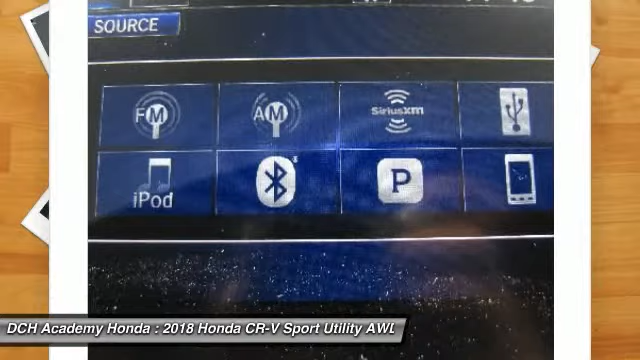 SOURCE
FM
AM
SiriusXM
iPod
P
DCH Academy Honda : 2018 Honda CR-V Sport Utility AWD